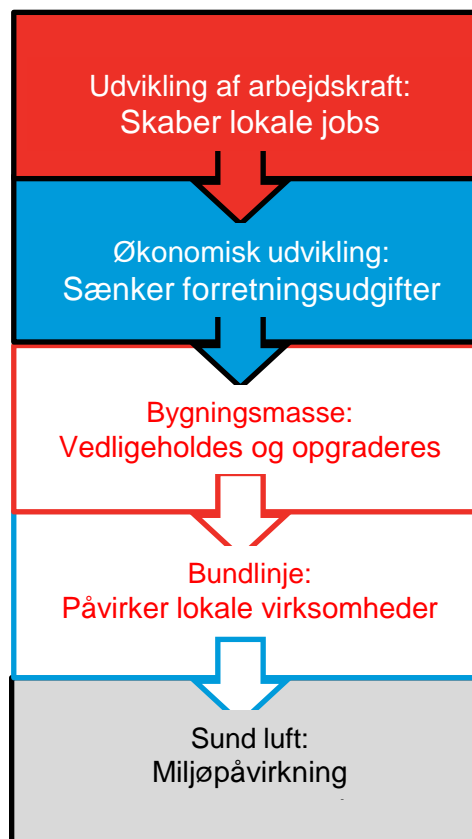 Udvikling af arbejdskraft:
Skaber lokale jobs
Økonomisk udvikling:
Sænker forretningsudgifter
Bygningsmasse:
Vedligeholdes og opgraderes
Bundlinje:
Påvirker lokale virksomheder
Sund luft:
Miljøpåvirkning